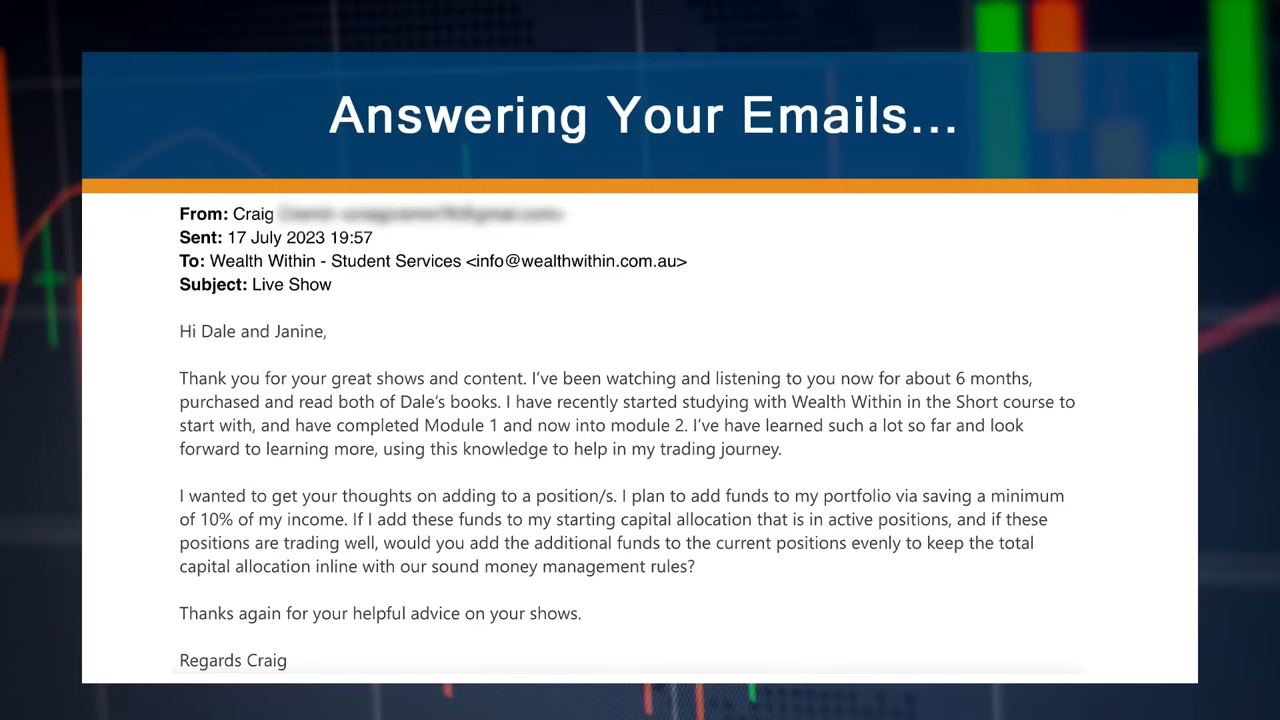 Answering Your Emails...
From: Craig
Sent: 17 July 2023 19:57
To: Wealth Within - Student Services <info@wealthwithin.com.au>
Subject: Live Show
Hi Dale and Janine,
Thank you for your great shows and content. I've been watching and listening to you now for about 6 months,
purchased and read both of Dale's books. I have recently started studying with Wealth Within in the Short course to
start with, and have completed Module 1 and now into module 2. I've have learned such a lot so far and look
forward to learning more, using this knowledge to help in my trading journey.
I wanted to get your thoughts on adding to a position/s. I plan to add funds to my portfolio via saving a minimum
of 10% of my income. If I add these funds to my starting capital allocation that is in active positions, and if these
positions are trading well, would you add the additional funds to the current positions evenly to keep the total
capital allocation inline with our sound money management rules?
Thanks again for your helpful advice on your shows.
Regards Craig